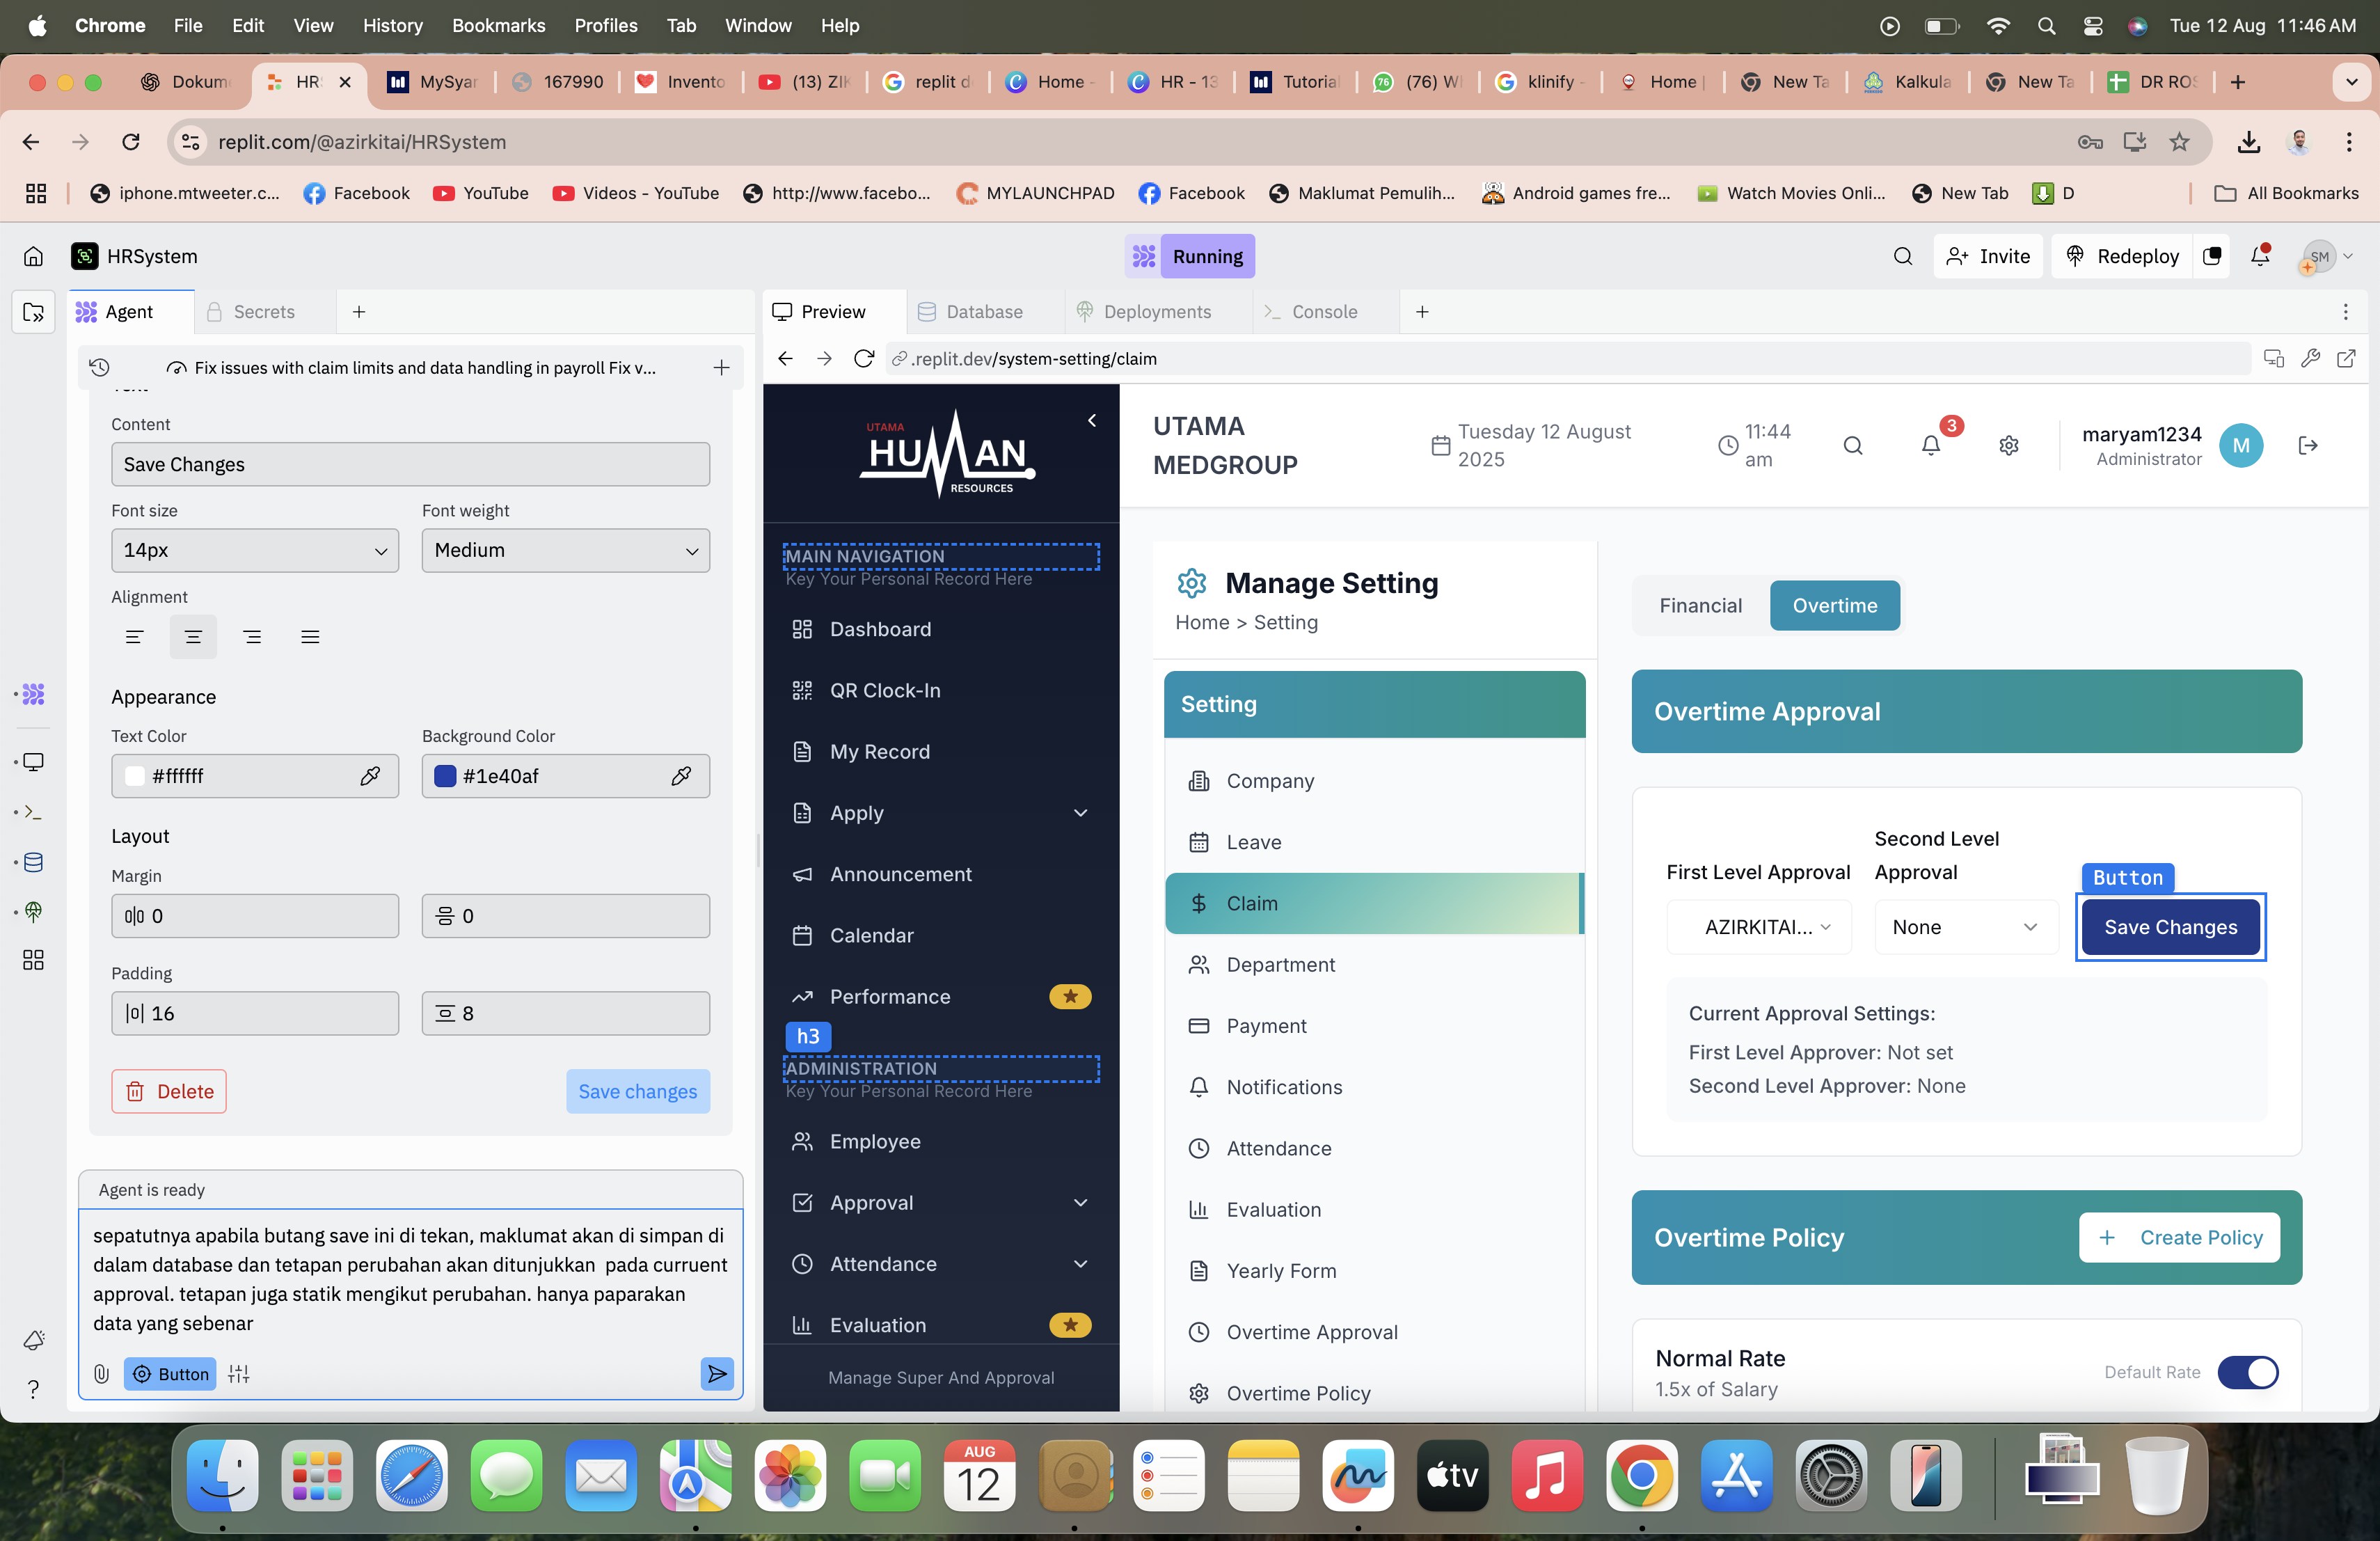 Chrome File Edit View History Bookmarks Profiles Tab Window Help
Tue 12 Aug 11:46 AM
Dokum HR MySyar 167990 Invento (13) ZIK replit d Home - HR - 13 Tutorial (76) W klinify - Home | New Ta Kalkula New Ta DR ROS
replit.com/@azirkitai/HRSystem
iphone.mtweeter.c... Facebook YouTube Videos - YouTube http://www.facebo... MYLAUNCHPAD Facebook Maklumat Pemulih... Android games fre... Watch Movies Onli... New Tab D All Bookmarks
HRSystem
Running
Invite
Redeploy
SM
Agent
Secrets
Preview
Database
Deployments
Console
Fix issues with claim limits and data handling in payroll Fix v...
.replit.dev/system-setting/claim
Content
Save Changes
Font size
Font weight
14px
Medium
Alignment
Appearance
Text Color
Background Color
#ffffff
#1e40af
Layout
Margin
0
0
Padding
16
8
Delete
Save changes
Agent is ready
sepatutnya apabila butang save ini di tekan, maklumat akan di simpan di
dalam database dan tetapan perubahan akan ditunjukkan pada curruent
approval. tetapan juga statik mengikut perubahan. hanya paparakan
data yang sebenar
Button
UTAMA
HUMAN
RESOURCES
MAIN NAVIGATION
Key Your Personal Record Here
Dashboard
QR Clock-In
My Record
Apply
Announcement
Calendar
Performance
h3
ADMINISTRATION
Key Your Personal Record Here
Employee
Approval
Attendance
Evaluation
Manage Super And Approval
UTAMA
MEDGROUP
Tuesday 12 August
2025
11:44
am
3
maryam1234
Administrator
M
Manage Setting
Home > Setting
Setting
Company
Leave
Claim
Department
Payment
Notifications
Attendance
Evaluation
Yearly Form
Overtime Approval
Overtime Policy
Financial
Overtime
Overtime Approval
First Level Approval
Second Level
Approval
Button
AZIRKITAI...
None
Save Changes
Current Approval Settings:
First Level Approver: Not set
Second Level Approver: None
Overtime Policy
Create Policy
Normal Rate
1.5x of Salary
Default Rate
AUG
12
tv